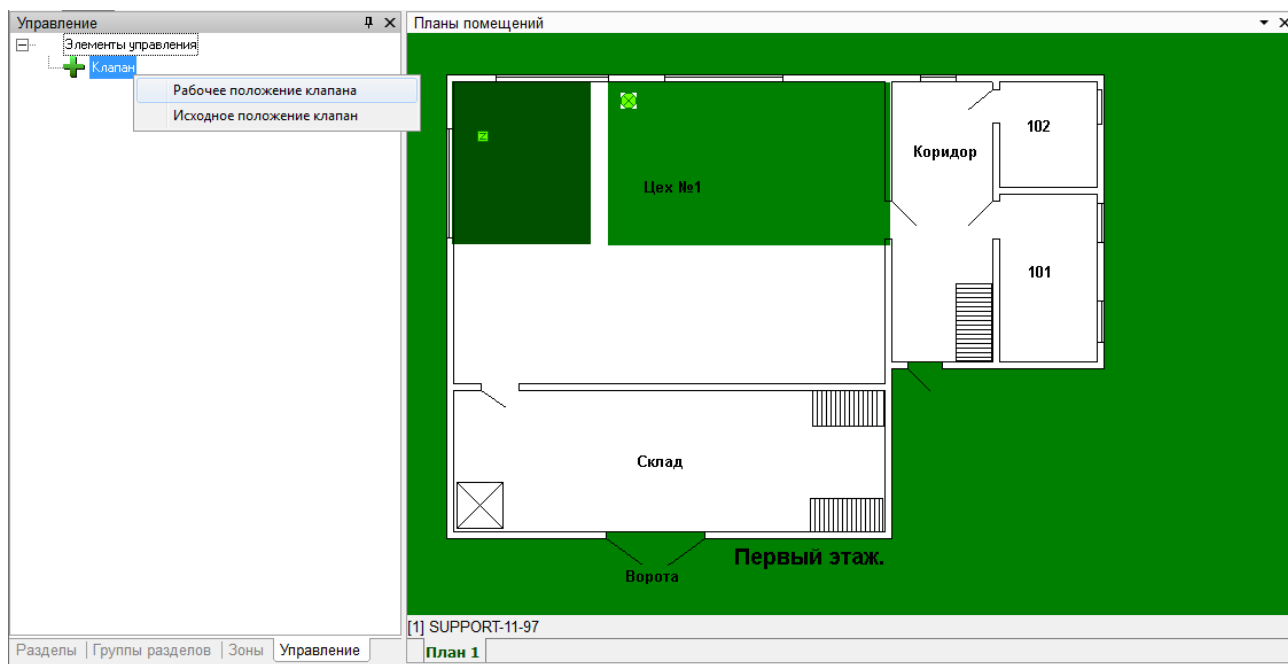 Управление
Элементы управления
Клапан
Рабочее положение клапана
Исходное положение клапан
Разделы
Группы разделов
Зоны
Управление
Планы помещений
Цех №1
Коридор
102
101
Склад
Первый этаж.
Ворота
[1] SUPPORT-11-97
План 1